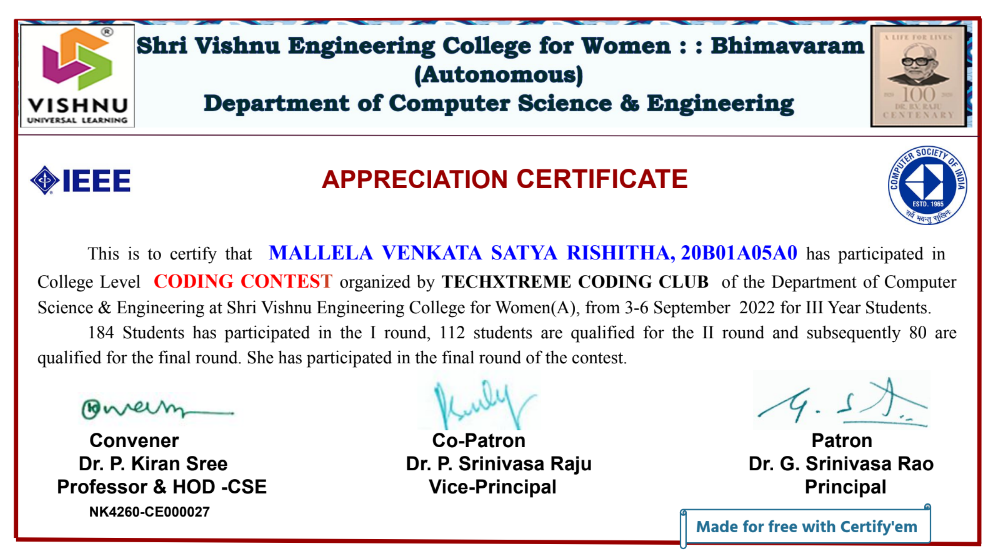 Shri Vishnu Engineering College for Women : : Bhimavaram
(Autonomous)
Department of Computer Science & Engineering
®
VISHNU
UNIVERSAL LEARNING
A LIFE FOR LIVES
100
DR. BV RAJU
CENTENARY
IEEE
APPRECIATION CERTIFICATE
COMPUTER SOCIETY OF INDIA
ESTD. 1965
This is to certify that MALLELA VENKATA SATYA RISHITHA, 20B01A05A0 has participated in
College Level CODING CONTEST organized by TECHXTREME CODING CLUB of the Department of Computer
Science & Engineering at Shri Vishnu Engineering College for Women(A), from 3-6 September 2022 for III Year Students.
184 Students has participated in the I round, 112 students are qualified for the II round and subsequently 80 are
qualified for the final round. She has participated in the final round of the contest.
Convener
Dr. P. Kiran Sree
Professor & HOD -CSE
NK4260-CE000027
Co-Patron
Dr. P. Srinivasa Raju
Vice-Principal
Patron
Dr. G. Srinivasa Rao
Principal
Made for free with Certify'em